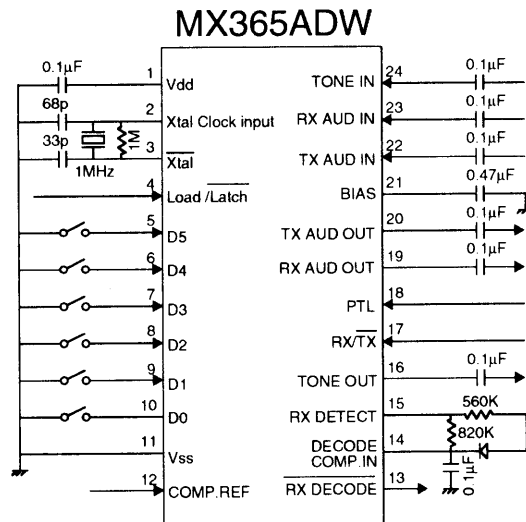 MX365ADW
0.1µF 1 Vdd
68p 2 Xtal Clock input
1M
33p 3 Xtal
1MHz
4 Load /Latch
5 D5
6 D4
7 D3
8 D2
9 D1
10 D0
11 Vss
12 COMP.REF
TONE IN 24 0.1µF
RX AUD IN 23 0.1µF
TX AUD IN 22 0.1µF
BIAS 21 0.47µF
TX AUD OUT 20 0.1µF
RX AUD OUT 19 0.1µF
PTL 18
RX/TX 17
TONE OUT 16 0.1µF
RX DETECT 15 560K
820K
DECODE 14
COMP.IN
0.1µF
RX DECODE 13